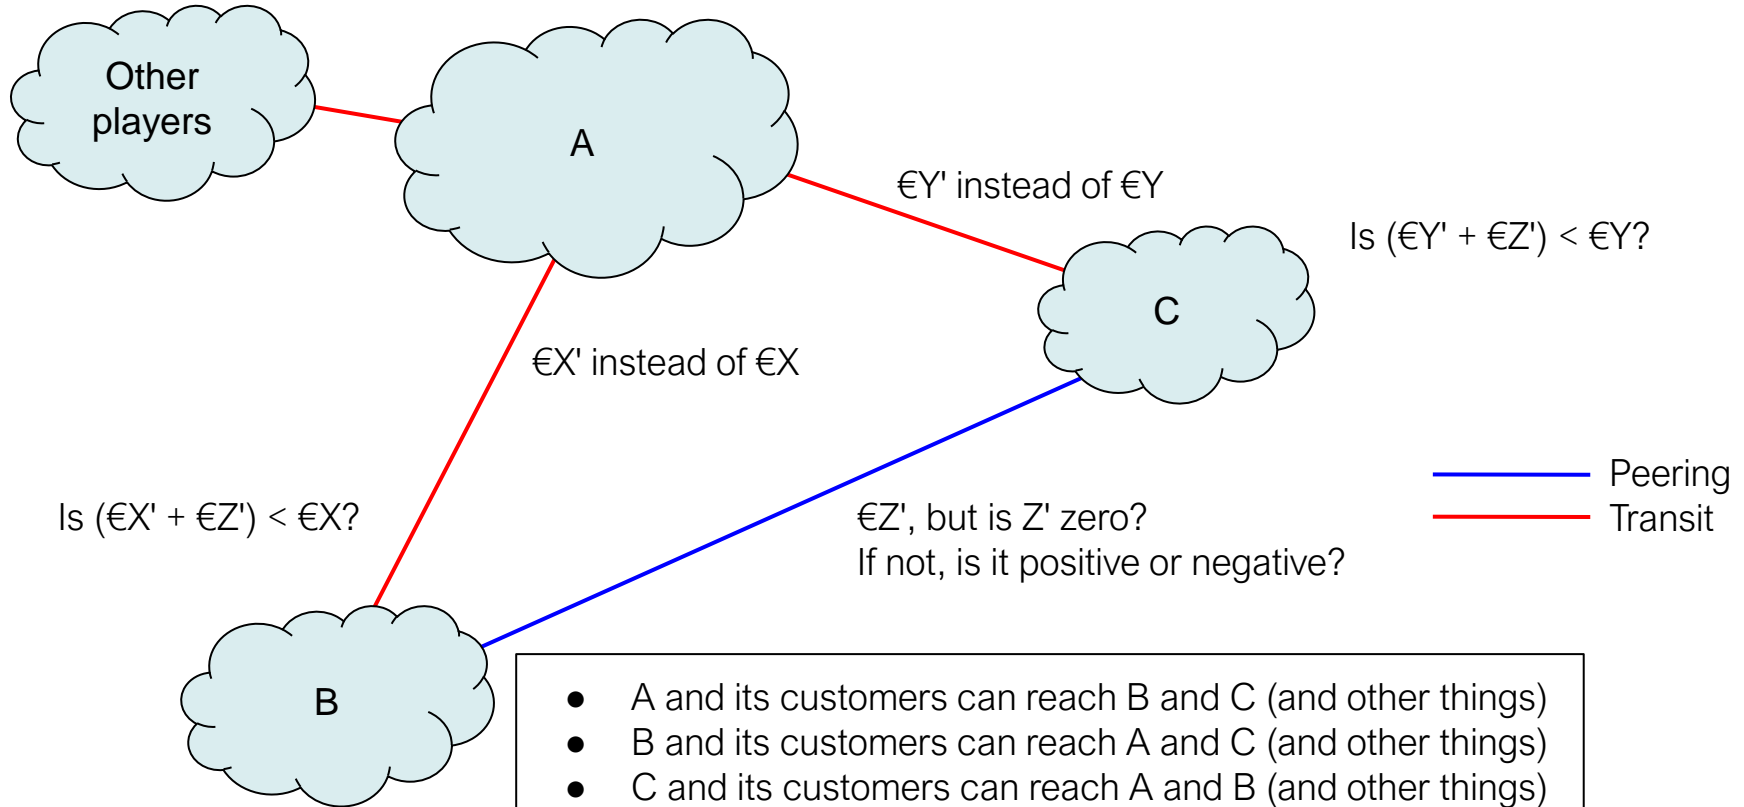 Other
players
A
€Y' instead of €Y
Is (€Y' + €Z') < €Y?
C
€X' instead of €X
Peering
Transit
Is (€X' + €Z') < €X?
€Z', but is Z' zero?
If not, is it positive or negative?
B
● A and its customers can reach B and C (and other things)
● B and its customers can reach A and C (and other things)
● C and its customers can reach A and B (and other things)